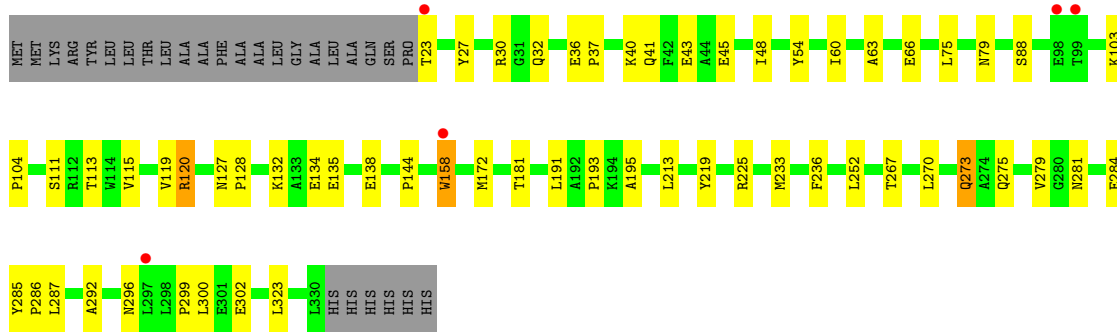 MET MET LYS ARG TYR LEU LEU THR LEU ALA ALA PHE ALA ALA LEU GLY ALA LEU ALA GLN SER PRO T23 Y27 R30 G31 Q32 E36 P37 K40 Q41 F42 E43 A44 E45 I48 Y54 I60 A63 E66 L75 N79 S88 E98 T99 K103
P104 S111 R112 T113 W114 V115 V119 R120 N127 P128 K132 A133 E134 E135 E138 P144 W158 M172 T181 L191 A192 P193 K194 A195 L213 Y219 R225 M233 F236 L252 T267 L270 Q273 A274 Q275 V279 G280 N281 E284
Y285 P286 L287 A292 N296 L297 L298 P299 L300 E301 E302 L323 L330 HIS HIS HIS HIS HIS HIS